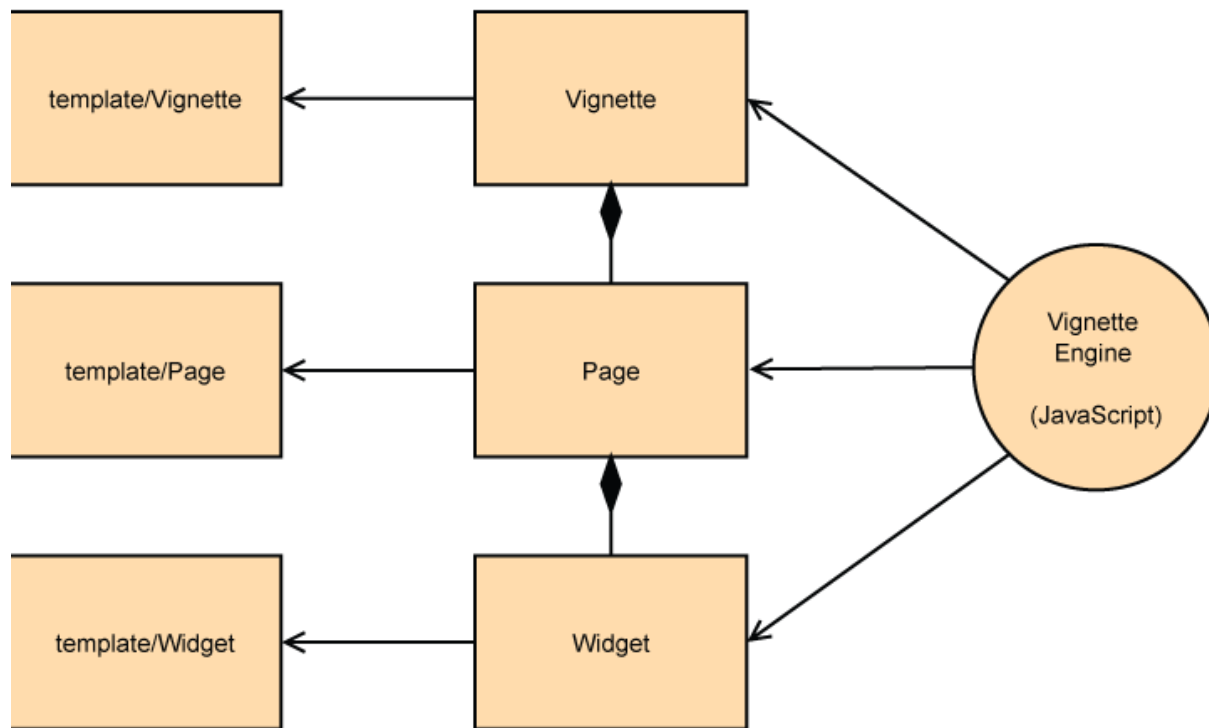 template/Vignette
Vignette
template/Page
Page
Vignette
Engine
(JavaScript)
template/Widget
Widget